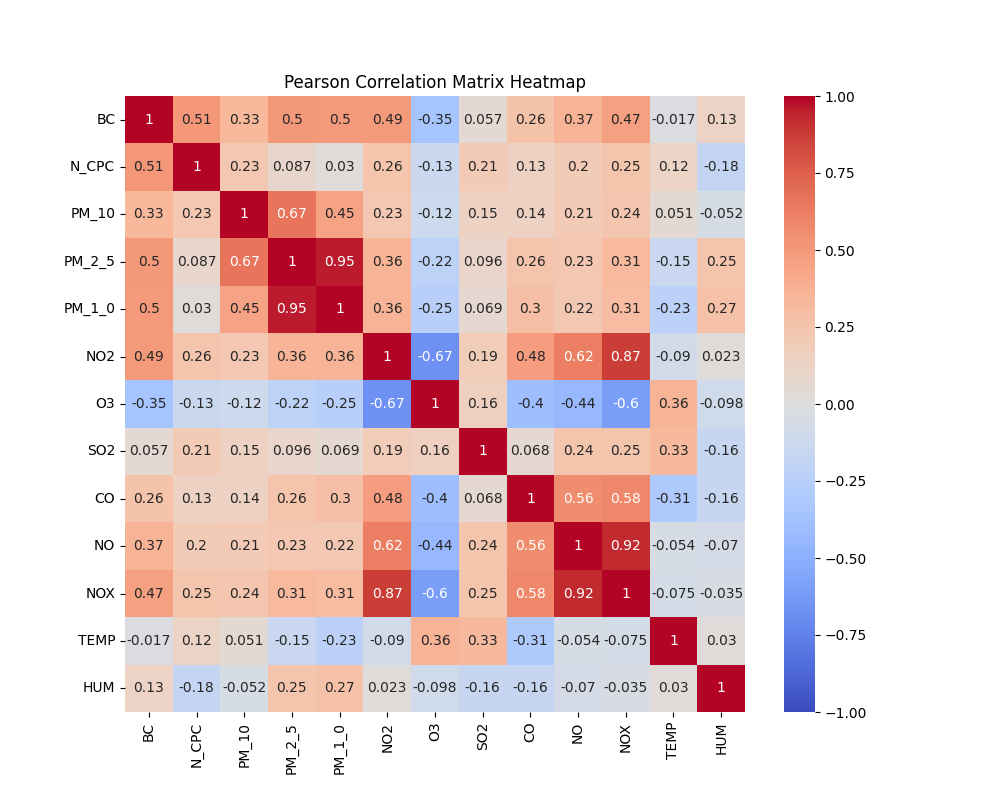 Pearson Correlation Matrix Heatmap
BC 1 0.51 0.33 0.5 0.5 0.49 -0.35 0.057 0.26 0.37 0.47 -0.017 0.13
N_CPC 0.51 1 0.23 0.087 0.03 0.26 -0.13 0.21 0.13 0.2 0.25 0.12 -0.18
PM_10 0.33 0.23 1 0.67 0.45 0.23 -0.12 0.15 0.14 0.21 0.24 0.051 -0.052
PM_2_5 0.5 0.087 0.67 1 0.95 0.36 -0.22 0.096 0.26 0.23 0.31 -0.15 0.25
PM_1_0 0.5 0.03 0.45 0.95 1 0.36 -0.25 0.069 0.3 0.22 0.31 -0.23 0.27
NO2 0.49 0.26 0.23 0.36 0.36 1 -0.67 0.19 0.48 0.62 0.87 -0.09 0.023
O3 -0.35 -0.13 -0.12 -0.22 -0.25 -0.67 1 0.16 -0.4 -0.44 -0.6 0.36 -0.098
SO2 0.057 0.21 0.15 0.096 0.069 0.19 0.16 1 0.068 0.24 0.25 0.33 -0.16
CO 0.26 0.13 0.14 0.26 0.3 0.48 -0.4 0.068 1 0.56 0.58 -0.31 -0.16
NO 0.37 0.2 0.21 0.23 0.22 0.62 -0.44 0.24 0.56 1 0.92 -0.054 -0.07
NOX 0.47 0.25 0.24 0.31 0.31 0.87 -0.6 0.25 0.58 0.92 1 -0.075 -0.035
TEMP -0.017 0.12 0.051 -0.15 -0.23 -0.09 0.36 0.33 -0.31 -0.054 -0.075 1 0.03
HUM 0.13 -0.18 -0.052 0.25 0.27 0.023 -0.098 -0.16 -0.16 -0.07 -0.035 0.03 1
BC N_CPC PM_10 PM_2_5 PM_1_0 NO2 O3 SO2 CO NO NOX TEMP HUM
1.00
0.75
0.50
0.25
0.00
−0.25
−0.50
−0.75
−1.00